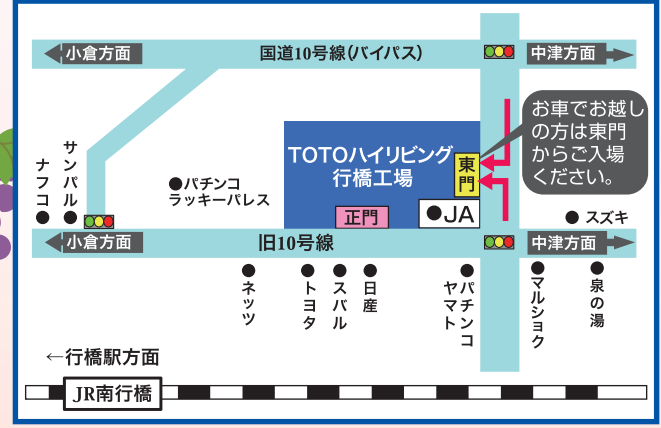 小倉方面
国道10号線(バイパス)
中津方面
お車でお越し
の方は東門
からご入場
ください。
TOTOハイリビング
行橋工場
東門
サンパル
ナフコ
●パチンコ
ラッキーパレス
正門
●JA
スズキ
小倉方面
旧10号線
中津方面
ネッツ
トヨタ
スバル
日産
パチンコ
ヤマト
マルショク
泉の湯
←行橋駅方面
JR南行橋